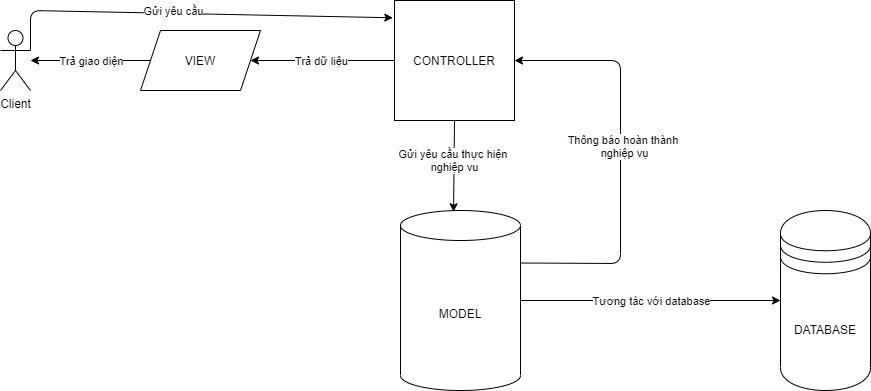 Gửi yêu cầu
Trả giao diện
VIEW
Trả dữ liệu
CONTROLLER
Client
Gửi yêu cầu thực hiện
nghiệp vu
Thông báo hoàn thành
nghiệp vụ
MODEL
Tương tác với database
DATABASE